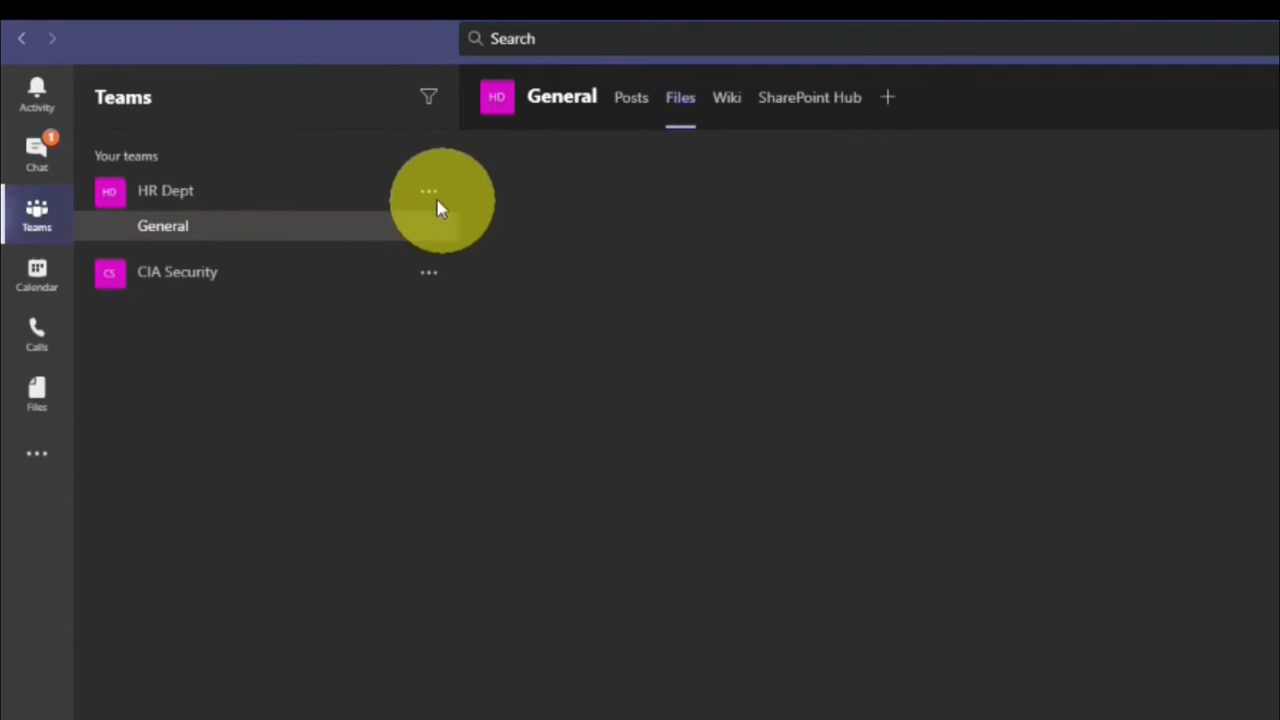 Search
Activity
Chat
1
Teams
Calendar
Calls
Files
Teams
Your teams
HD
HR Dept
General
CS
CIA Security
HD
General
Posts
Files
Wiki
SharePoint Hub